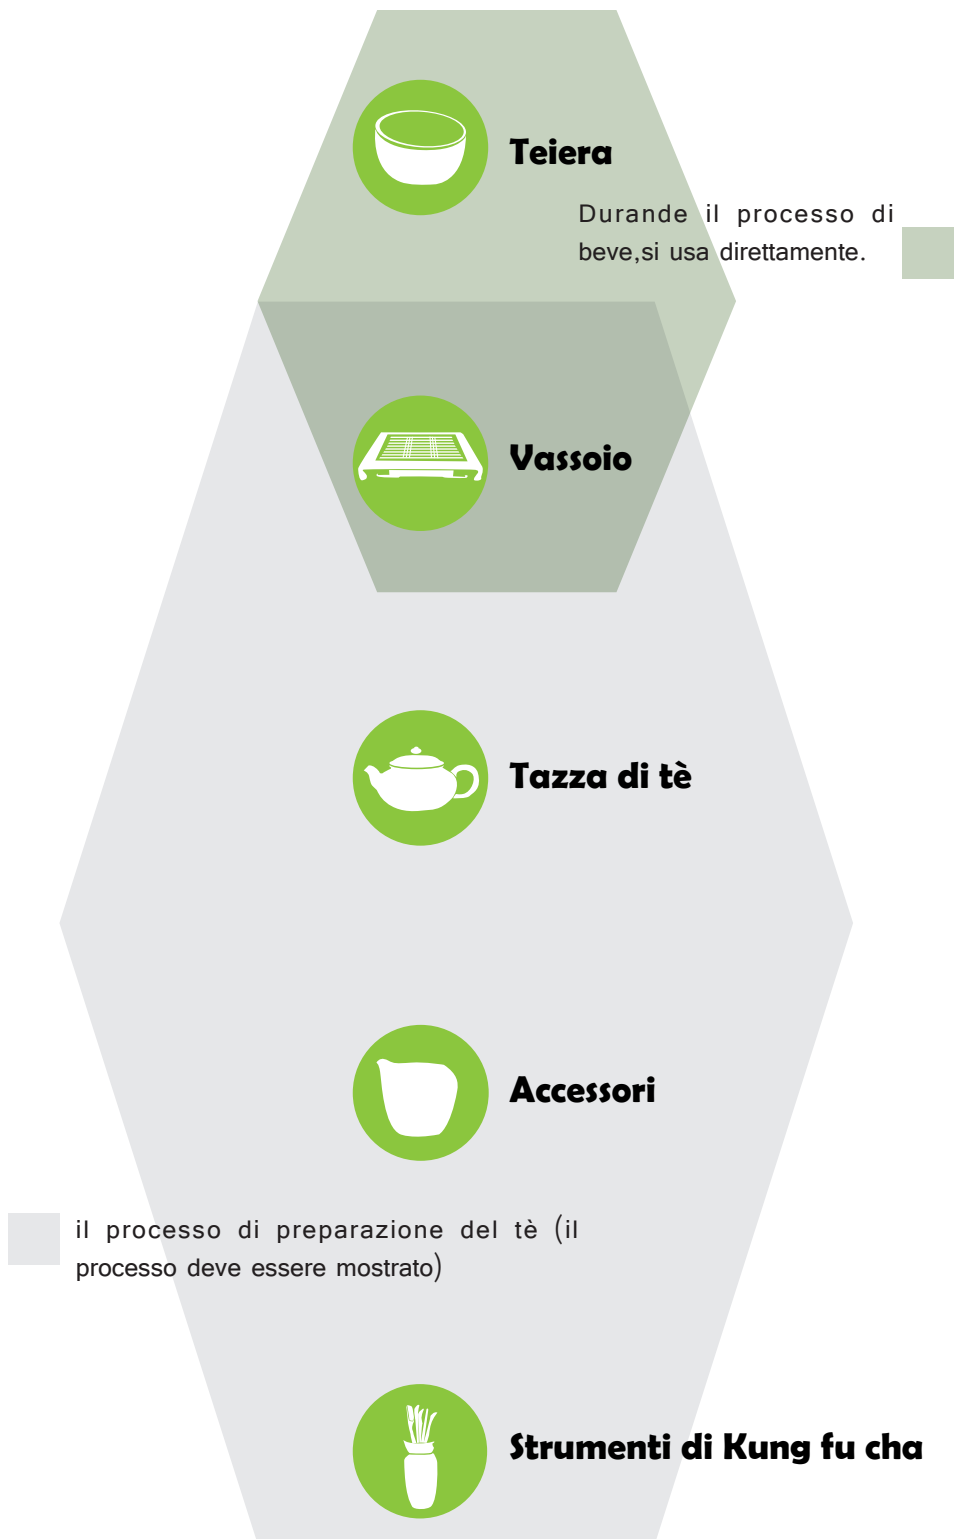 Teiera
Durande il processo di
beve,si usa direttamente.
Vassoio
Tazza di tè
Accessori
il processo di preparazione del tè (il
processo deve essere mostrato)
Strumenti di Kung fu cha